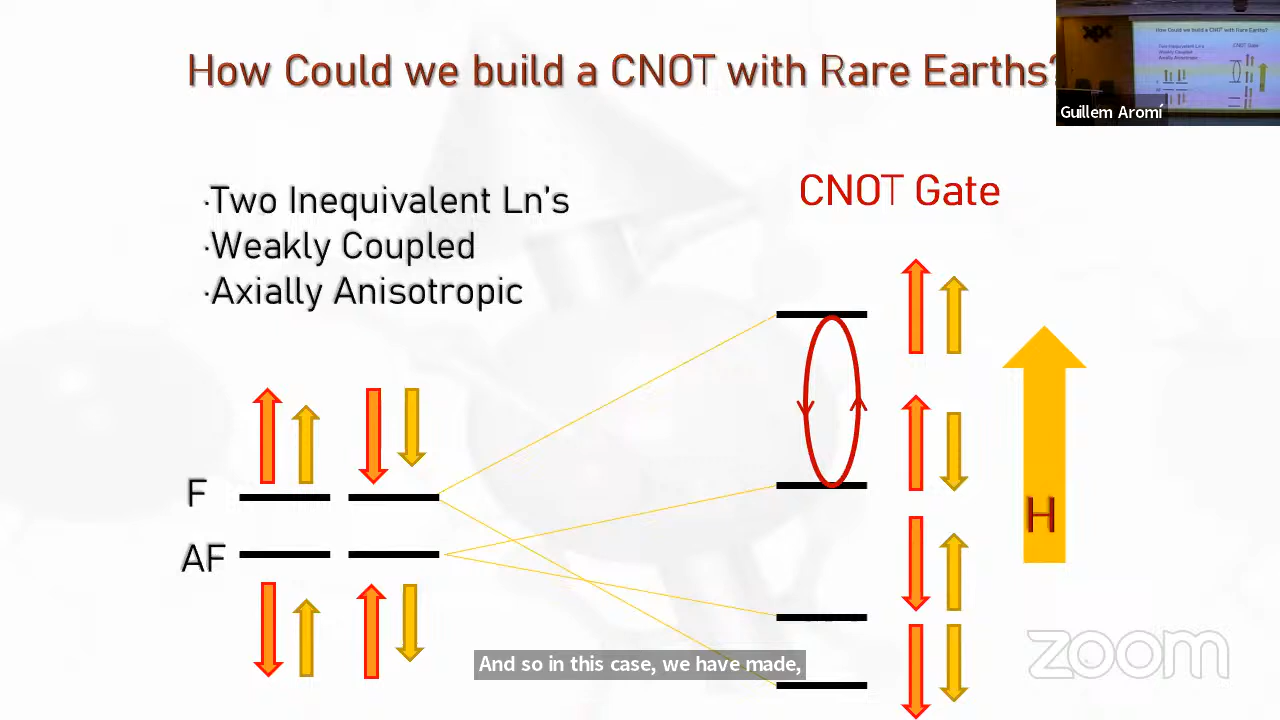 How Could we build a CNOT with Rare Earths?
Guillem Aromí
·Two Inequivalent Ln's
·Weakly Coupled
·Axially Anisotropic
CNOT Gate
F
AF
H
And so in this case, we have made,
zoom